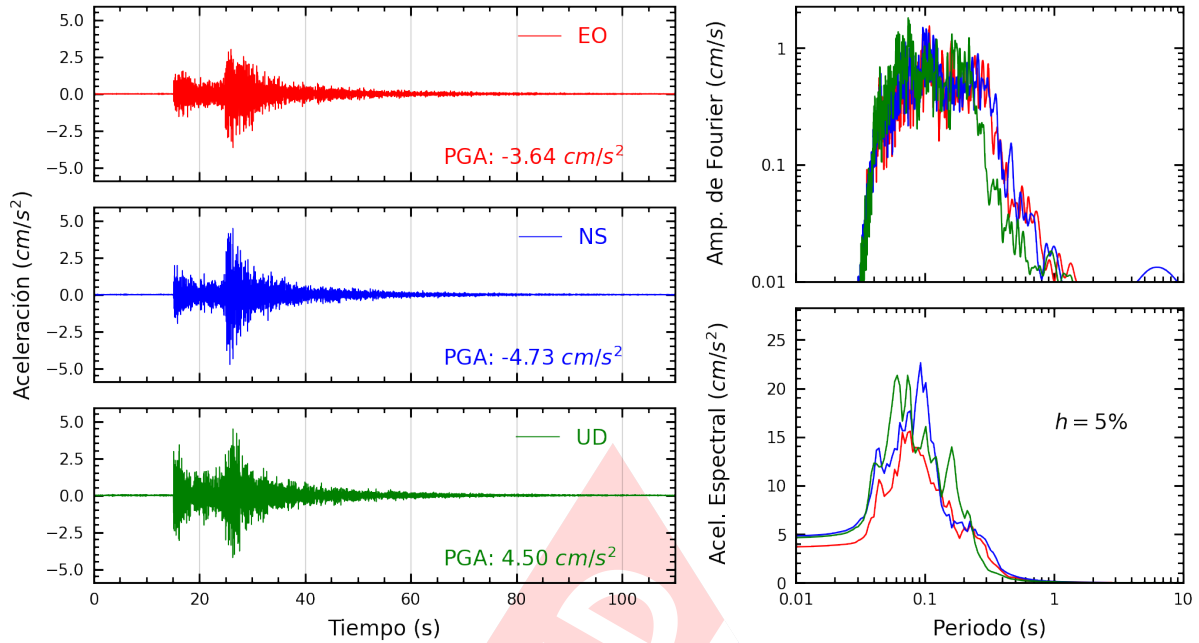 Aceleración (cm/s²)
5.0
2.5
0.0
−2.5
−5.0
EO
PGA: -3.64 cm/s²
5.0
2.5
0.0
−2.5
−5.0
NS
PGA: -4.73 cm/s²
5.0
2.5
0.0
−2.5
−5.0
UD
PGA: 4.50 cm/s²
0 20 40 60 80 100
Tiempo (s)
Amp. de Fourier (cm/s)
1
0.1
0.01
Acel. Espectral (cm/s²)
25
20
15
10
5
0
h = 5%
0.01 0.1 1 10
Periodo (s)